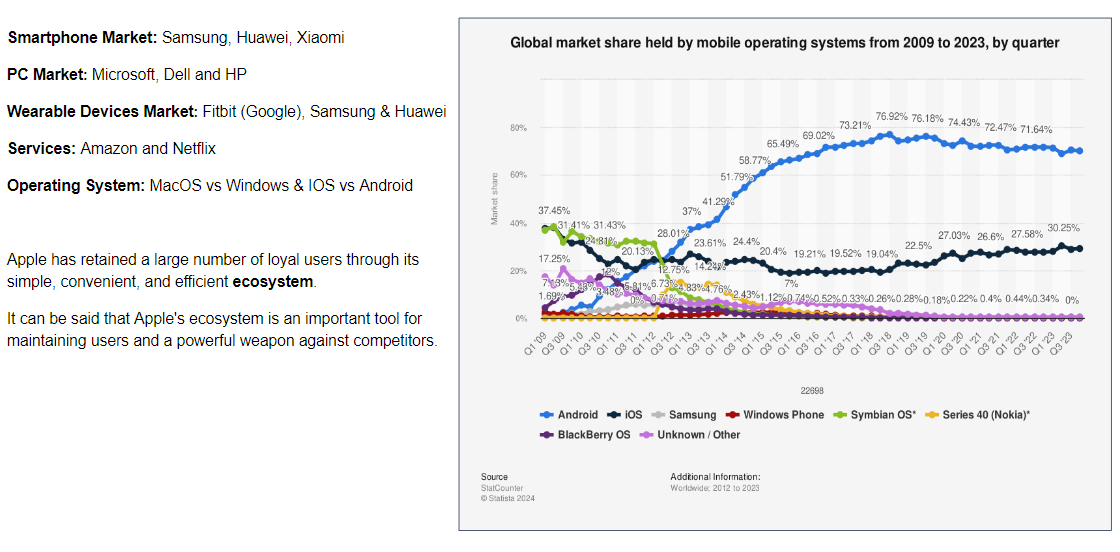 Smartphone Market: Samsung, Huawei, Xiaomi
PC Market: Microsoft, Dell and HP
Wearable Devices Market: Fitbit (Google), Samsung & Huawei
Services: Amazon and Netflix
Operating System: MacOS vs Windows & IOS vs Android
Apple has retained a large number of loyal users through its
simple, convenient, and efficient ecosystem.
It can be said that Apple's ecosystem is an important tool for
maintaining users and a powerful weapon against competitors.
Global market share held by mobile operating systems from 2009 to 2023, by quarter
Market share
80%
60%
40%
20%
0%
37.45% 31.41% 31.43% 28.01% 37% 41.29% 51.79% 58.77% 65.49% 69.02% 73.21% 76.92% 76.18% 74.43% 72.47% 71.64%
20.13% 23.61% 24.4% 20.4% 19.21% 19.52% 19.04% 22.5% 27.03% 26.6% 27.58% 30.25%
17.25% 12.75% 7%
1.69% 6.73% 4.76% 2.43% 1.12% 0.74% 0.52% 0.33% 0.26% 0.28% 0.18% 0.22% 0.4% 0.44% 0.34% 0%
Q1 '09 Q3 '09 Q1 '10 Q3 '10 Q1 '11 Q3 '11 Q1 '12 Q3 '12 Q1 '13 Q3 '13 Q1 '14 Q3 '14 Q1 '15 Q3 '15 Q1 '16 Q3 '16 Q1 '17 Q3 '17 Q1 '18 Q3 '18 Q1 '19 Q3 '19 Q1 '20 Q3 '20 Q1 '21 Q3 '21 Q1 '22 Q3 '22 Q1 '23 Q3 '23
22698
Android iOS Samsung Windows Phone Symbian OS* Series 40 (Nokia)*
BlackBerry OS Unknown / Other
Source
StatCounter
© Statista 2024
Additional Information:
Worldwide; 2012 to 2023